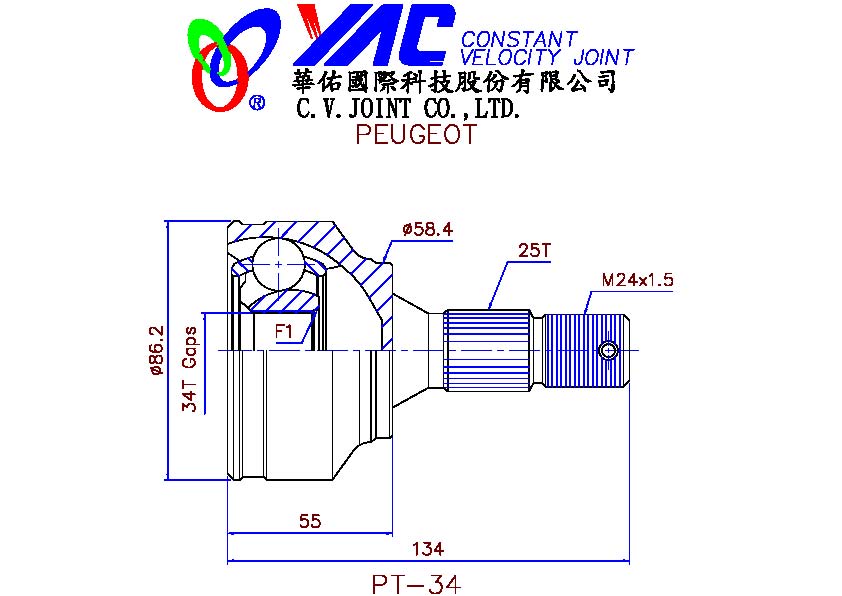 YAC CONSTANT
VELOCITY JOINT
®
華佑國際科技股份有限公司
C.V.JOINT CO.,LTD.
PEUGEOT
ø58.4
25T
M24x1.5
ø86.2
34T Gaps
F1
55
134
PT-34